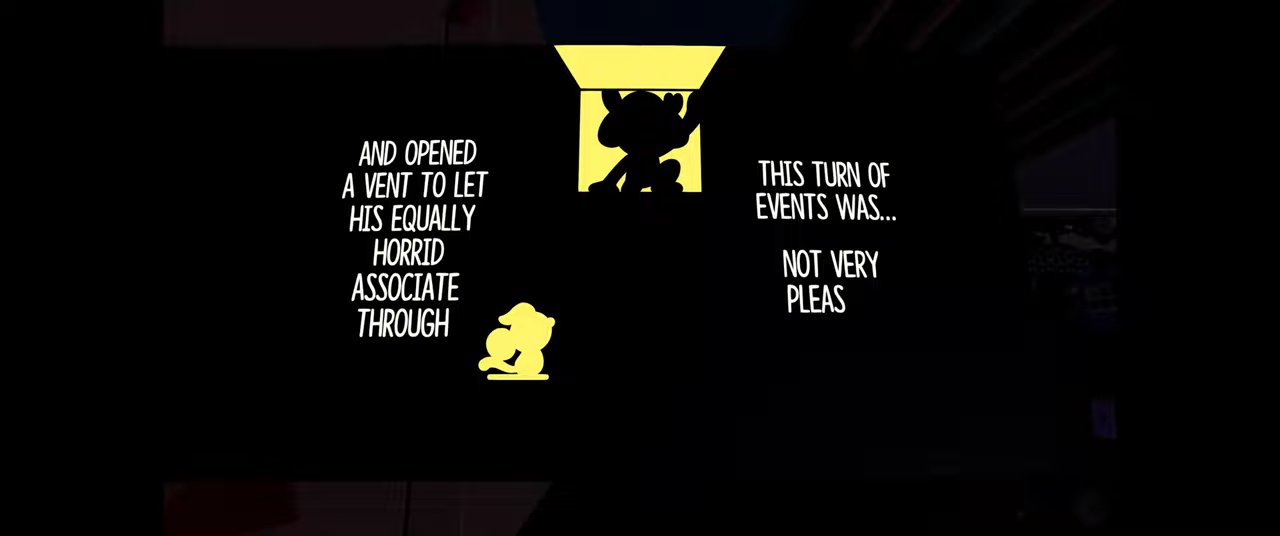 AND OPENED
A VENT TO LET
HIS EQUALLY
HORRID
ASSOCIATE
THROUGH
THIS TURN OF
EVENTS WAS...
NOT VERY
PLEAS